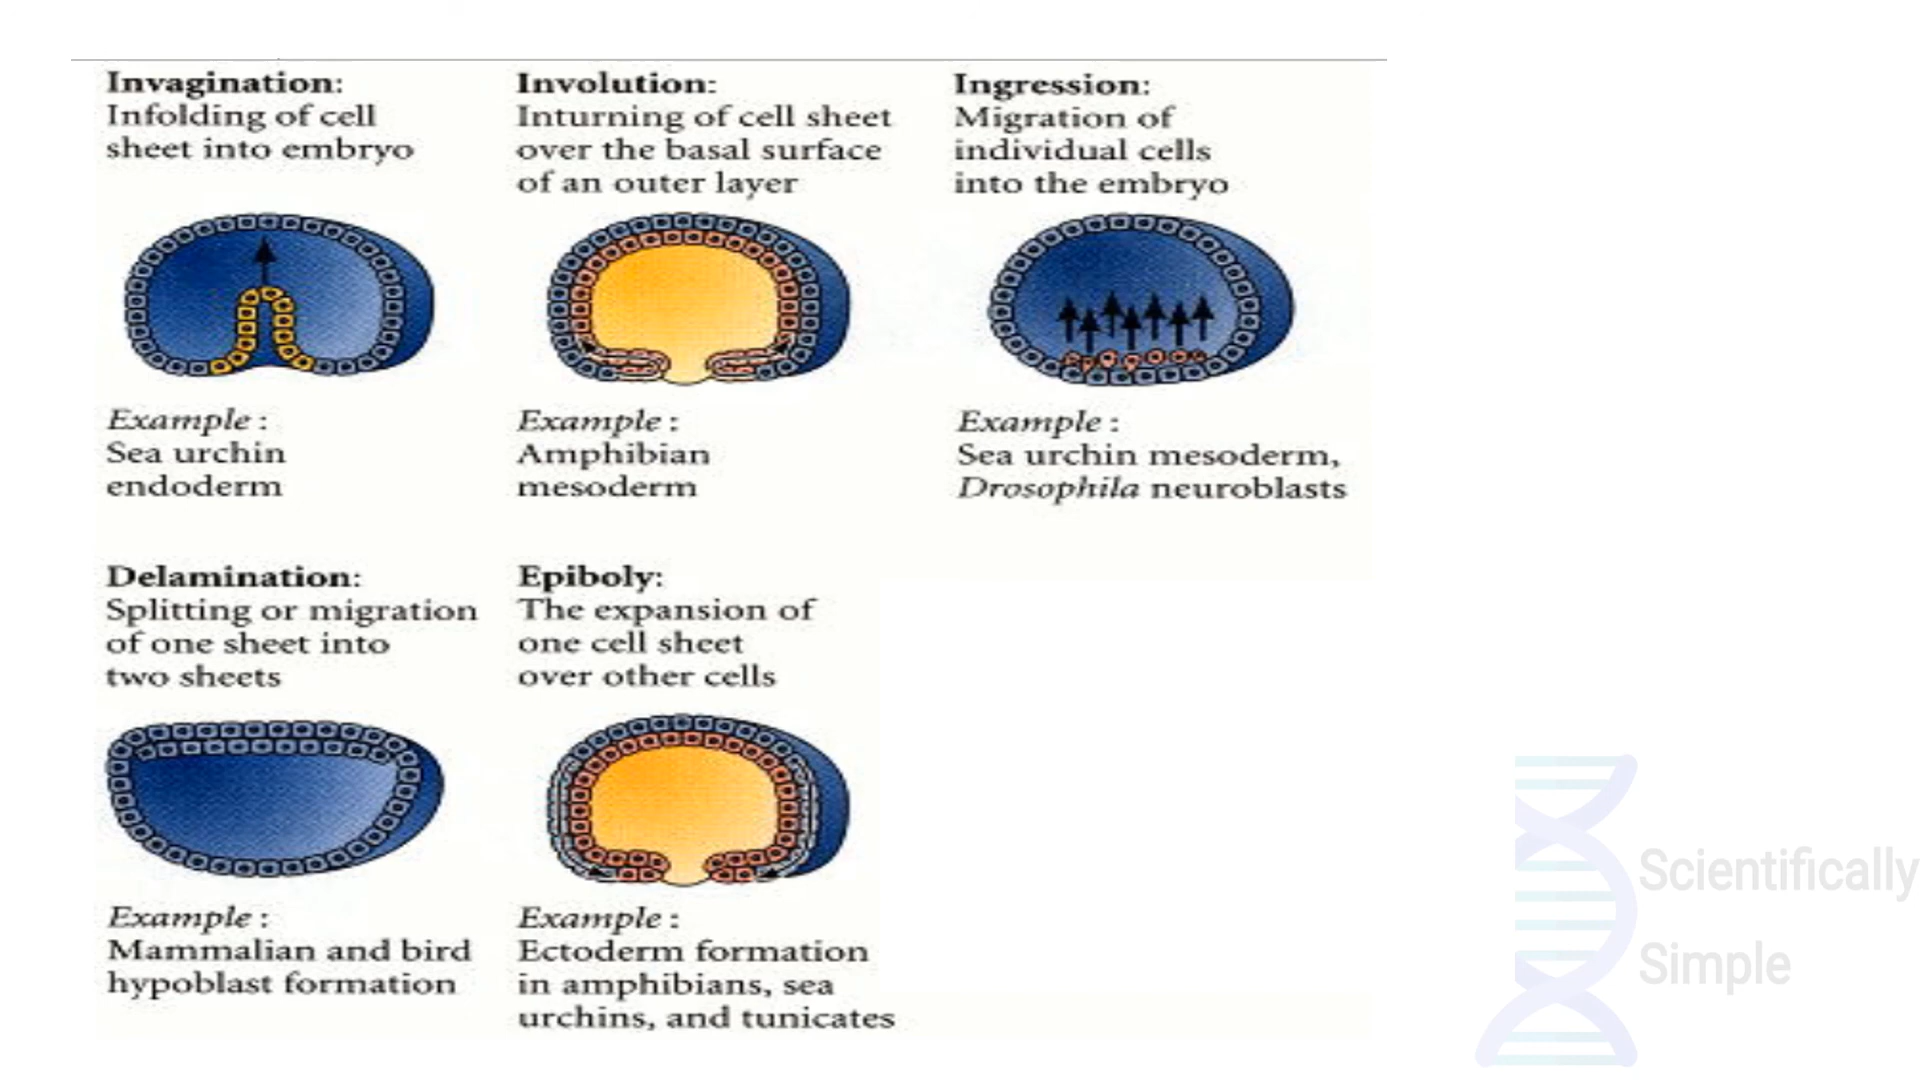 Invagination:
Infolding of cell
sheet into embryo
Example :
Sea urchin
endoderm
Involution:
Inturning of cell sheet
over the basal surface
of an outer layer
Example :
Amphibian
mesoderm
Ingression:
Migration of
individual cells
into the embryo
Example :
Sea urchin mesoderm,
Drosophila neuroblasts
Delamination:
Splitting or migration
of one sheet into
two sheets
Example :
Mammalian and bird
hypoblast formation
Epiboly:
The expansion of
one cell sheet
over other cells
Example :
Ectoderm formation
in amphibians, sea
urchins, and tunicates
Scientifically
Simple